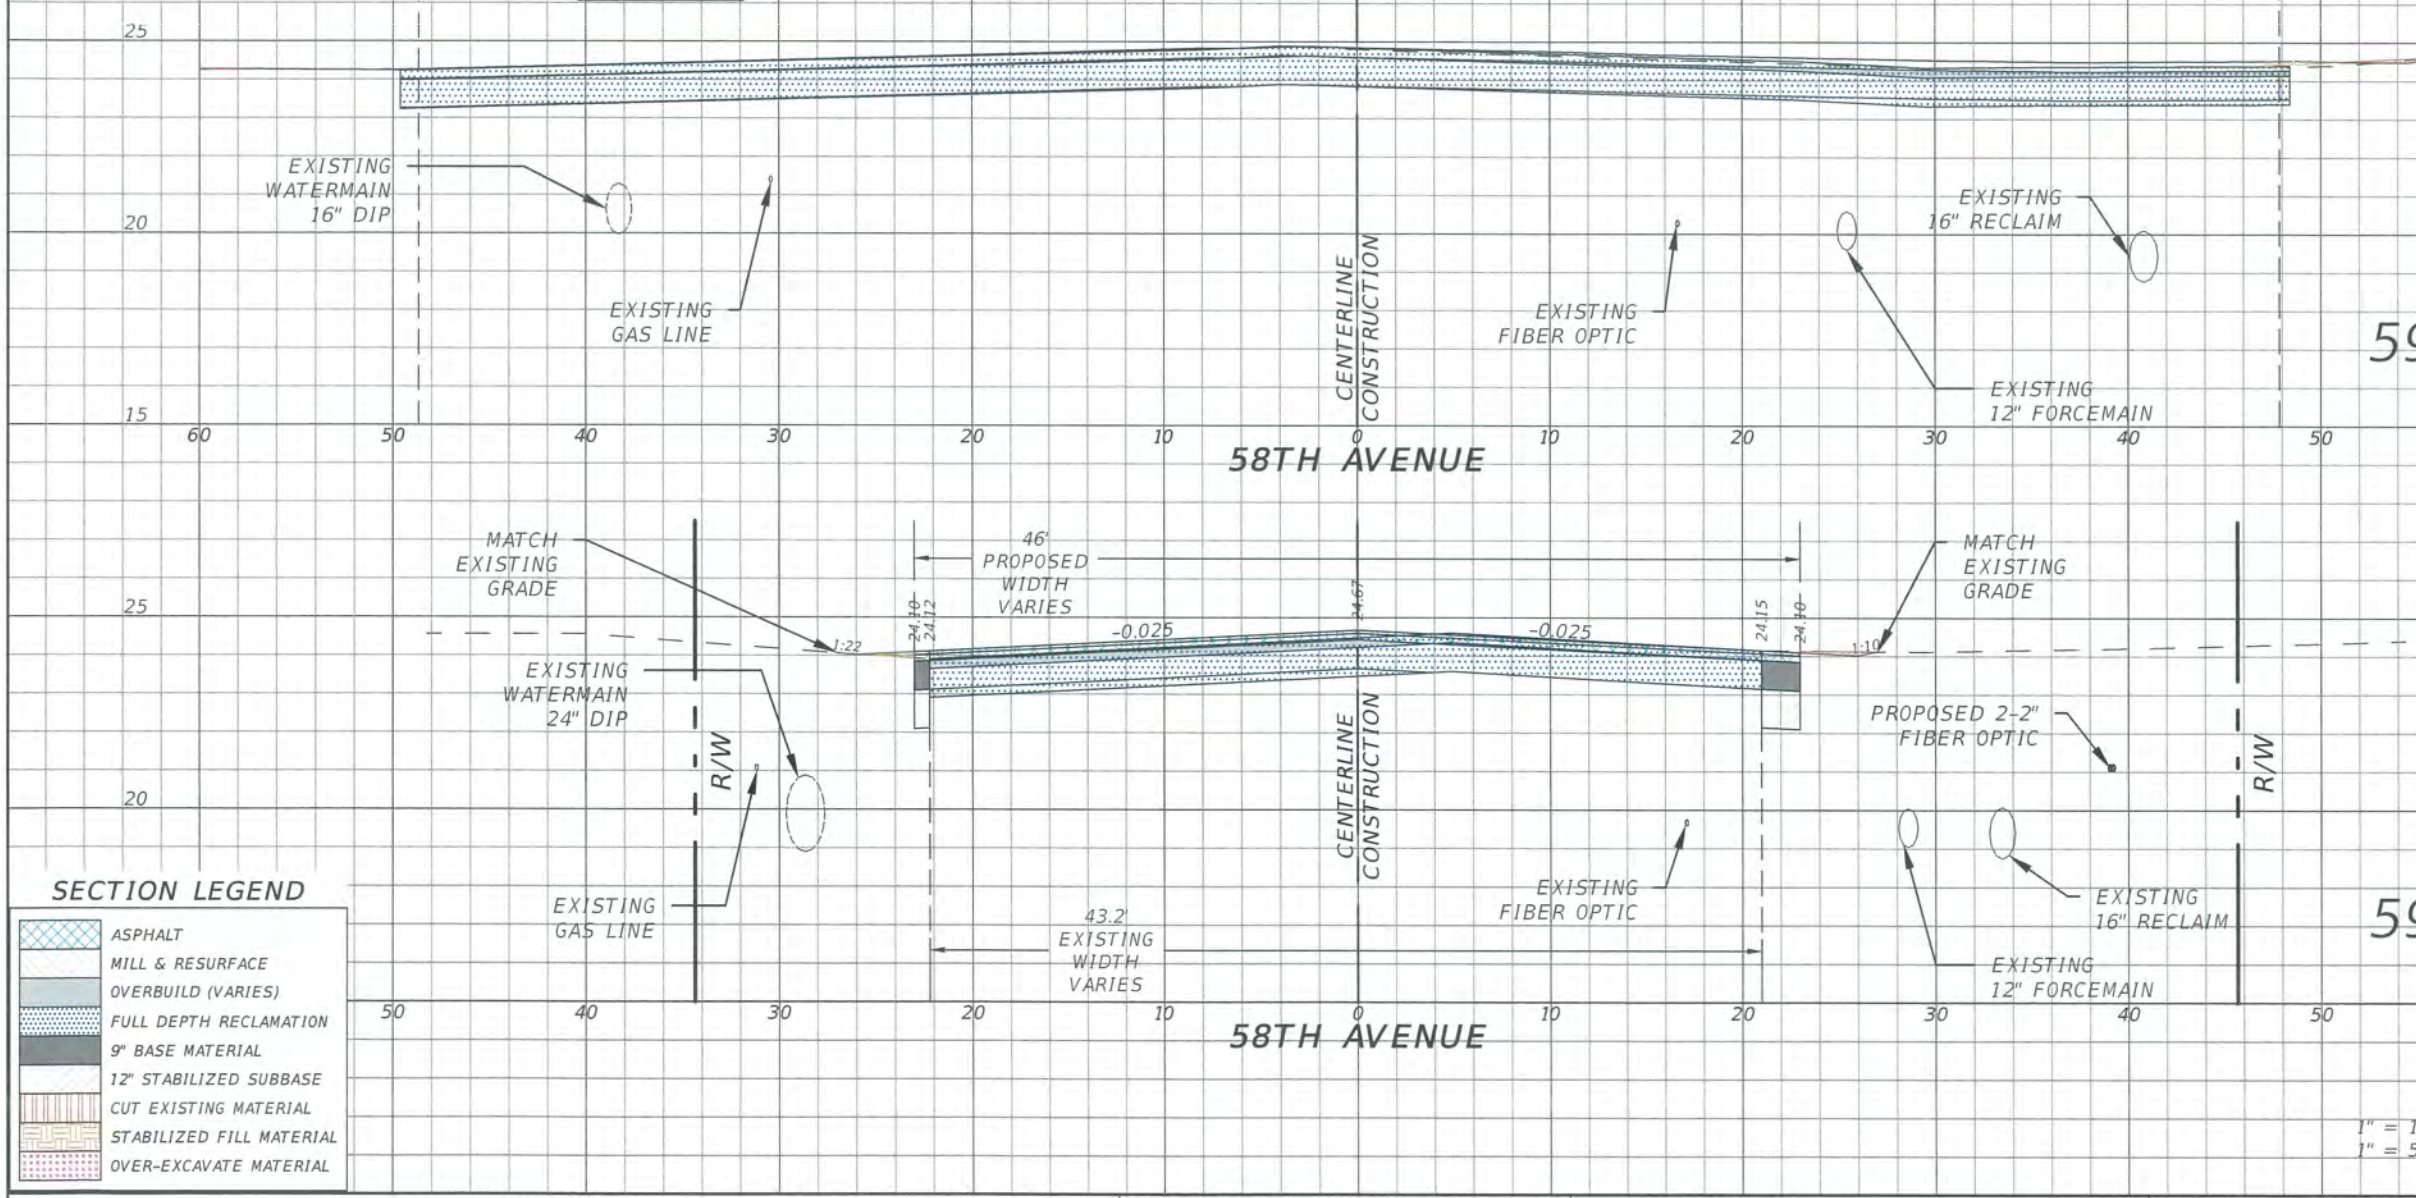 25
EXISTING
WATERMAIN
16" DIP
20
EXISTING
GAS LINE
CENTERLINE
CONSTRUCTION
EXISTING
FIBER OPTIC
EXISTING
16" RECLAIM
EXISTING
12" FORCEMAIN
59
15
60 50 40 30 20 10 0 10 20 30 40 50
58TH AVENUE
MATCH
EXISTING
GRADE
46'
PROPOSED
WIDTH
VARIES
MATCH
EXISTING
GRADE
25
24.10
24.12
24.67
24.15
24.10
-0.025
-0.025
1:22
1:10
EXISTING
WATERMAIN
24" DIP
R/W
CENTERLINE
CONSTRUCTION
PROPOSED 2-2"
FIBER OPTIC
R/W
20
EXISTING
GAS LINE
43.2'
EXISTING
WIDTH
VARIES
EXISTING
FIBER OPTIC
EXISTING
16" RECLAIM
EXISTING
12" FORCEMAIN
59
50 40 30 20 10 0 10 20 30 40 50
58TH AVENUE
SECTION LEGEND
ASPHALT
MILL & RESURFACE
OVERBUILD (VARIES)
FULL DEPTH RECLAMATION
9" BASE MATERIAL
12" STABILIZED SUBBASE
CUT EXISTING MATERIAL
STABILIZED FILL MATERIAL
OVER-EXCAVATE MATERIAL
1" = 1
1" = 5